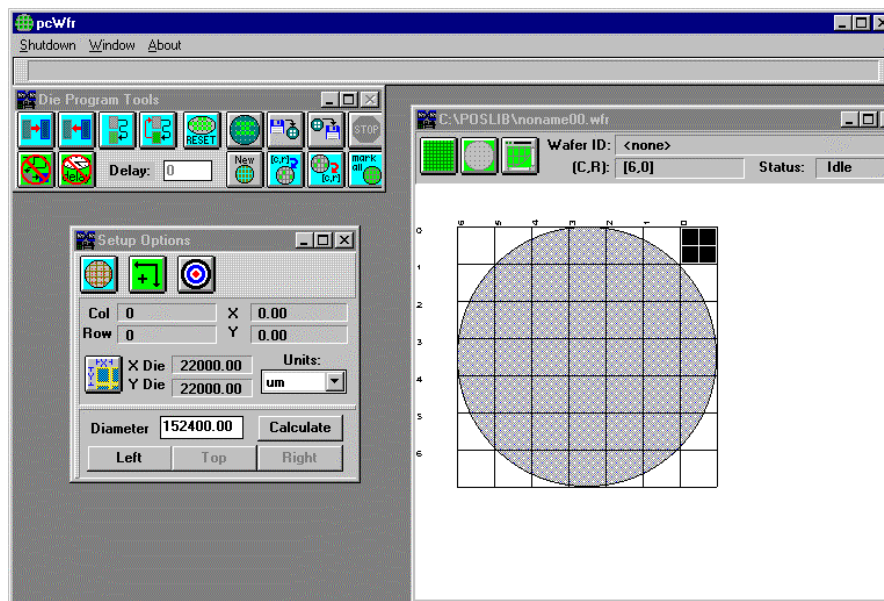 pcWfr
Shutdown Window About
Die Program Tools
RESET
STOP
delay
Delay: 0
New
[c,r]
[c,r]
mark all
C:\POSLIB\noname00.wfr
Wafer ID: <none>
(C,R): [6,0] Status: Idle
6 5 4 3 2 1 0
0
1
2
3
4
5
6
Setup Options
Col 0 X 0.00
Row 0 Y 0.00
X Die 22000.00 Units:
Y Die 22000.00 um
Diameter 152400.00 Calculate
Left Top Right